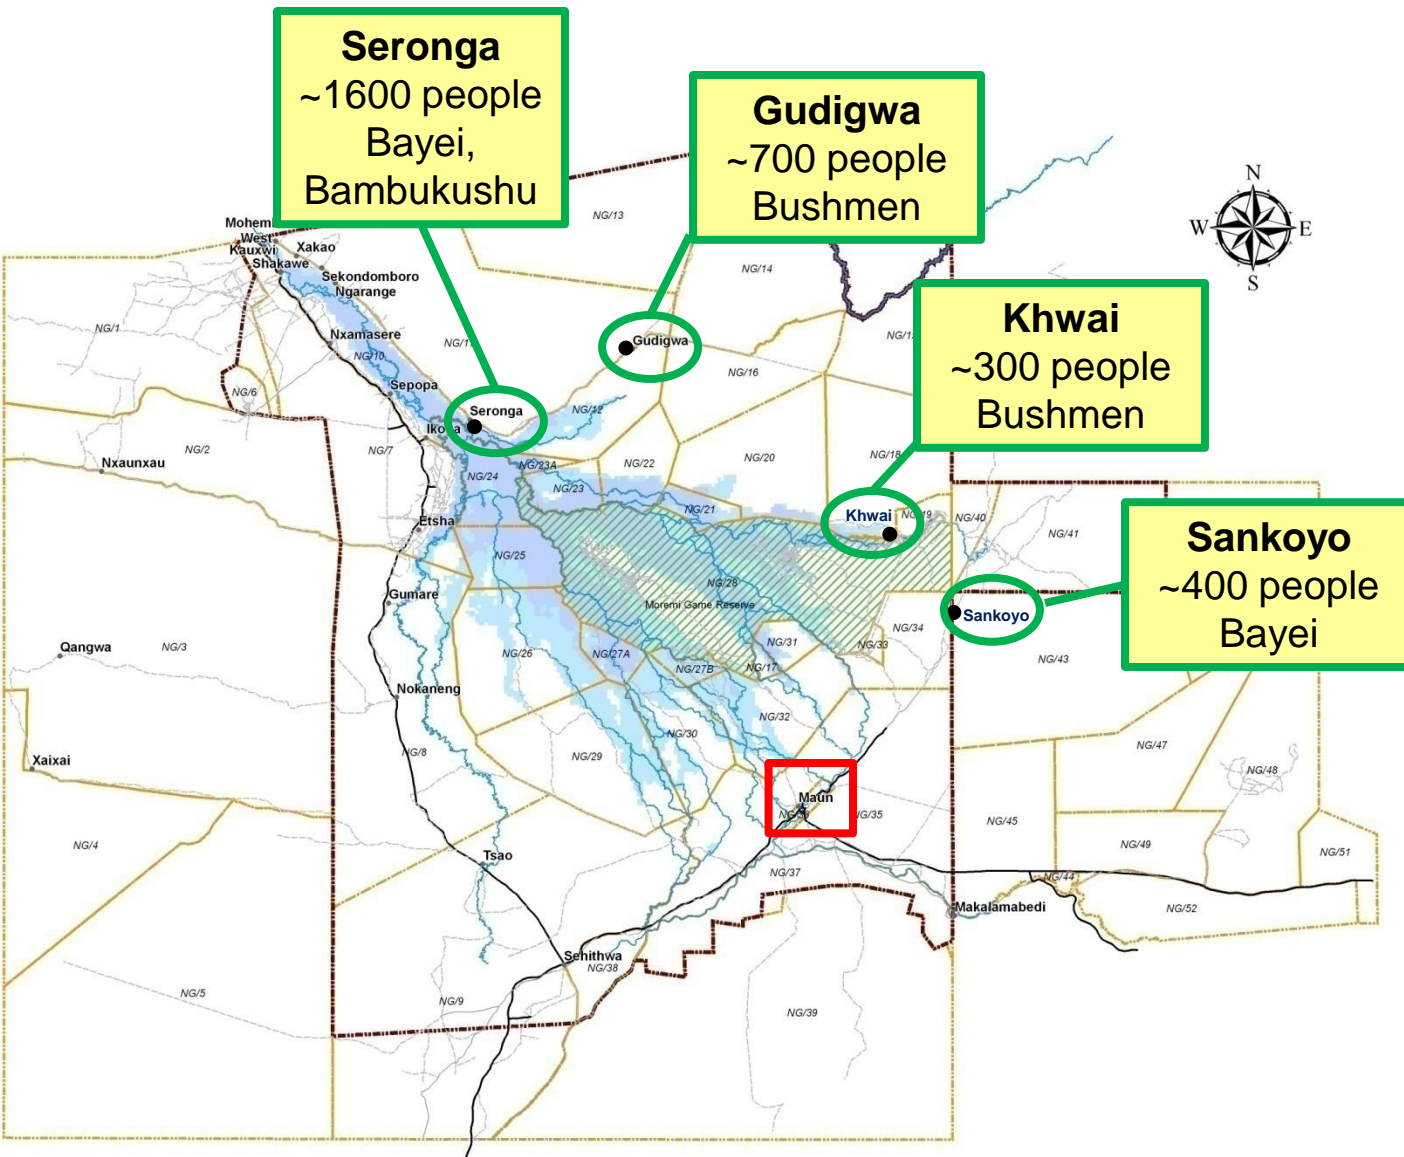 Seronga
~1600 people
Bayei,
Bambukushu
Gudigwa
~700 people
Bushmen
Khwai
~300 people
Bushmen
Sankoyo
~400 people
Bayei
N
W
E
S
NG/13
West
Kauxwi
Shakawe
Xakao
Sekondomboro
Ngarange
NG/14
NG/1
Nxamasere
NG/10
Gudigwa
NG/16
NG/6
Sepopa
Seronga
NG/12
NG/2
NG/7
Nxaunxau
NG/24
NG/23A
NG/23
NG/22
NG/20
NG/18
NG/21
Khwai
NG/40
NG/41
Etsha
NG/25
NG/28
Moremi Game Reserve
Gumare
Sankoyo
NG/34
NG/31
NG/33
Qangwa
NG/3
NG/26
NG/27A
NG/27B
NG/17
NG/43
Nokaneng
NG/32
NG/30
NG/8
NG/29
NG/47
NG/48
Xaixai
Maun
NG/35
NG/45
NG/4
NG/49
NG/51
Tsao
NG/37
NG/44
Makalamabedi
NG/52
Sehithwa
NG/38
NG/5
NG/9
NG/39